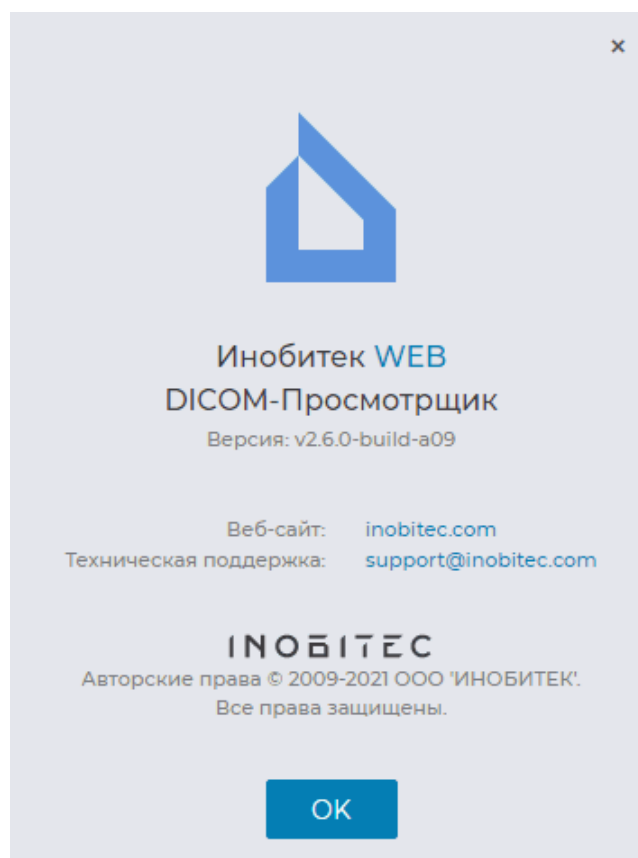 ×
Инобитек WEB
DICOM-Просмотрщик
Версия: v2.6.0-build-a09
Веб-сайт: inobitec.com
Техническая поддержка: support@inobitec.com
INOBITEC
Авторские права © 2009-2021 ООО 'ИНОБИТЕК'.
Все права защищены.
OK